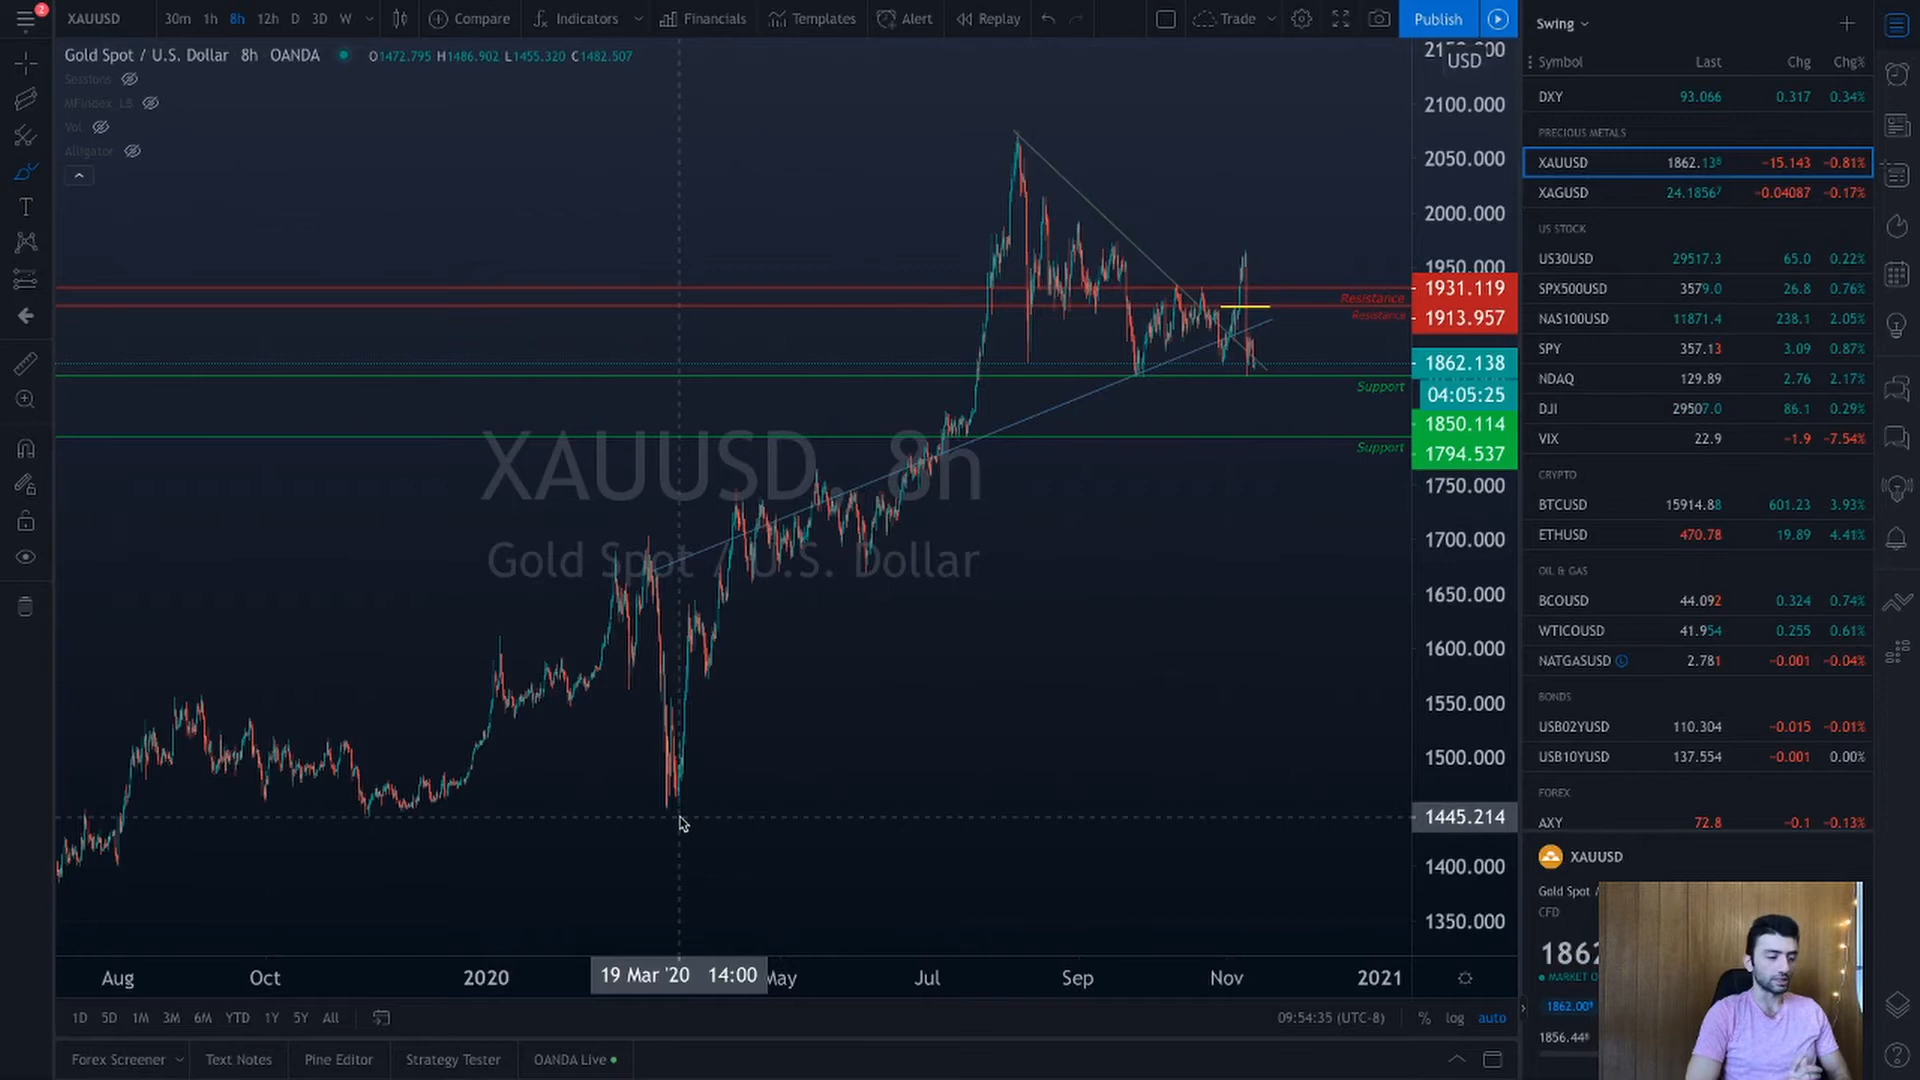 2
XAUUSD 30m 1h 8h 12h D 3D W Compare Indicators Financials Templates Alert Replay Trade Publish
Gold Spot / U.S. Dollar 8h OANDA O1472.795 H1486.902 L1455.320 C1482.507
Sessions
MFIndex_LB
Vol
Alligator
USD
2100.000
2050.000
2000.000
1950.000
1931.119
Resistance
Resistance
1913.957
1862.138
Support
04:05:25
1850.114
Support
1794.537
1750.000
1700.000
1650.000
1600.000
1550.000
1500.000
1445.214
1400.000
1350.000
XAUUSD, 8h
Gold Spot / U.S. Dollar
Aug Oct 2020 19 Mar '20 14:00 May Jul Sep Nov 2021
1D 5D 1M 3M 6M YTD 1Y 5Y All 09:54:35 (UTC-8) % log auto
Forex Screener Text Notes Pine Editor Strategy Tester OANDA Live
Swing
Symbol Last Chg Chg%
DXY 93.066 0.317 0.34%
PRECIOUS METALS
XAUUSD 1862.138 −15.143 −0.81%
XAGUSD 24.18567 −0.04087 −0.17%
US STOCK
US30USD 29517.3 65.0 0.22%
SPX500USD 3579.0 26.8 0.76%
NAS100USD 11871.4 238.1 2.05%
SPY 357.13 3.09 0.87%
NDAQ 129.89 2.76 2.17%
DJI 29507.0 86.1 0.29%
VIX 22.9 −1.9 −7.54%
CRYPTO
BTCUSD 15914.88 601.23 3.93%
ETHUSD 470.78 19.89 4.41%
OIL & GAS
BCOUSD 44.092 0.324 0.74%
WTICOUSD 41.954 0.255 0.61%
NATGASUSD 2.781 −0.001 −0.04%
BONDS
USB02YUSD 110.304 −0.015 −0.01%
USB10YUSD 137.554 −0.001 0.00%
FOREX
AXY 72.8 −0.1 −0.13%
XAUUSD
Gold Spot /
CFD
1862
MARKET O
1862.009
1856.448